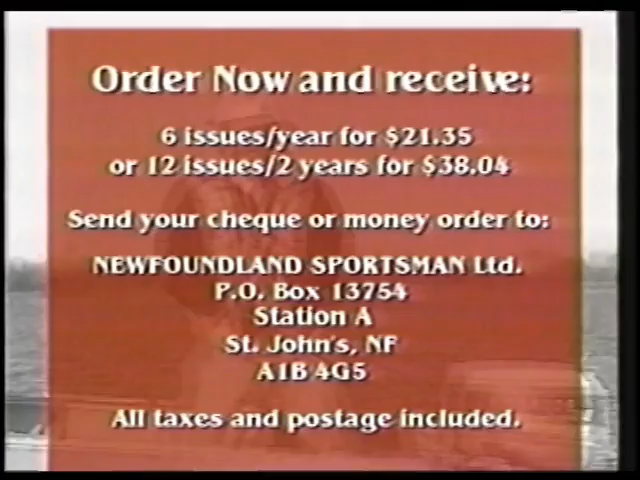 Order Now and receive:
6 issues/year for $21.35
or 12 issues/2 years for $38.04
Send your cheque or money order to:
NEWFOUNDLAND SPORTSMAN Ltd.
P.O. Box 13754
Station A
St. John's, NF
A1B 4G5
All taxes and postage included.